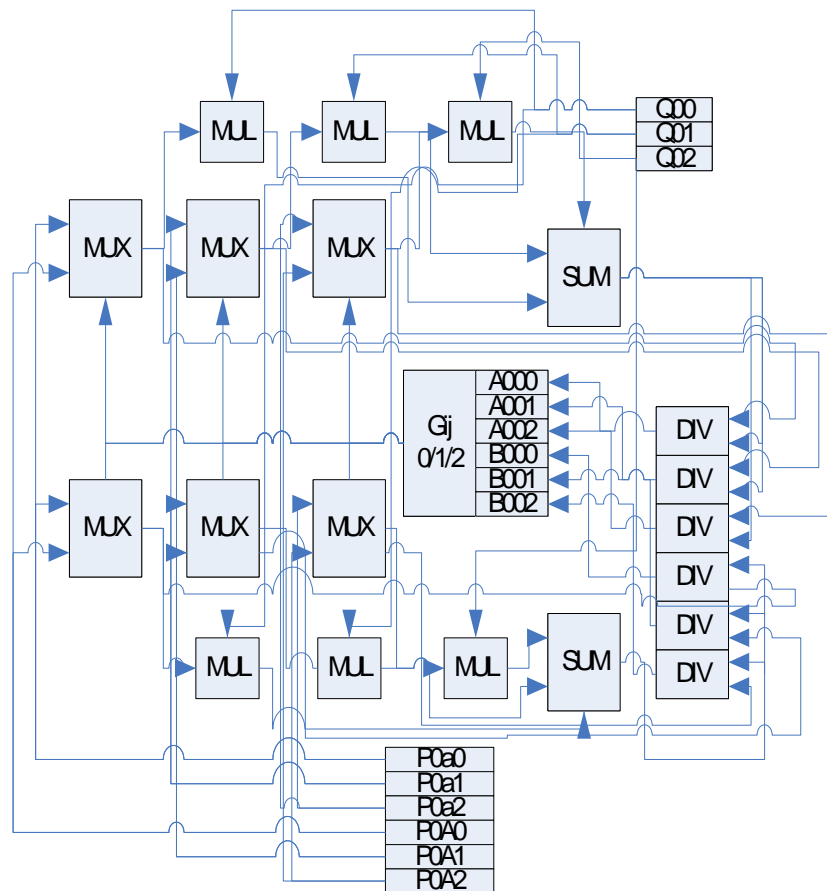 MUL
MUL
MUL
Q00
Q01
Q02
MUX
MUX
MUX
SUM
A000
A001
A002
B000
B001
B002
Gij
0/1/2
DIV
DIV
DIV
DIV
DIV
DIV
MUX
MUX
MUX
MUL
MUL
MUL
SUM
P0a0
P0a1
P0a2
P0A0
P0A1
P0A2